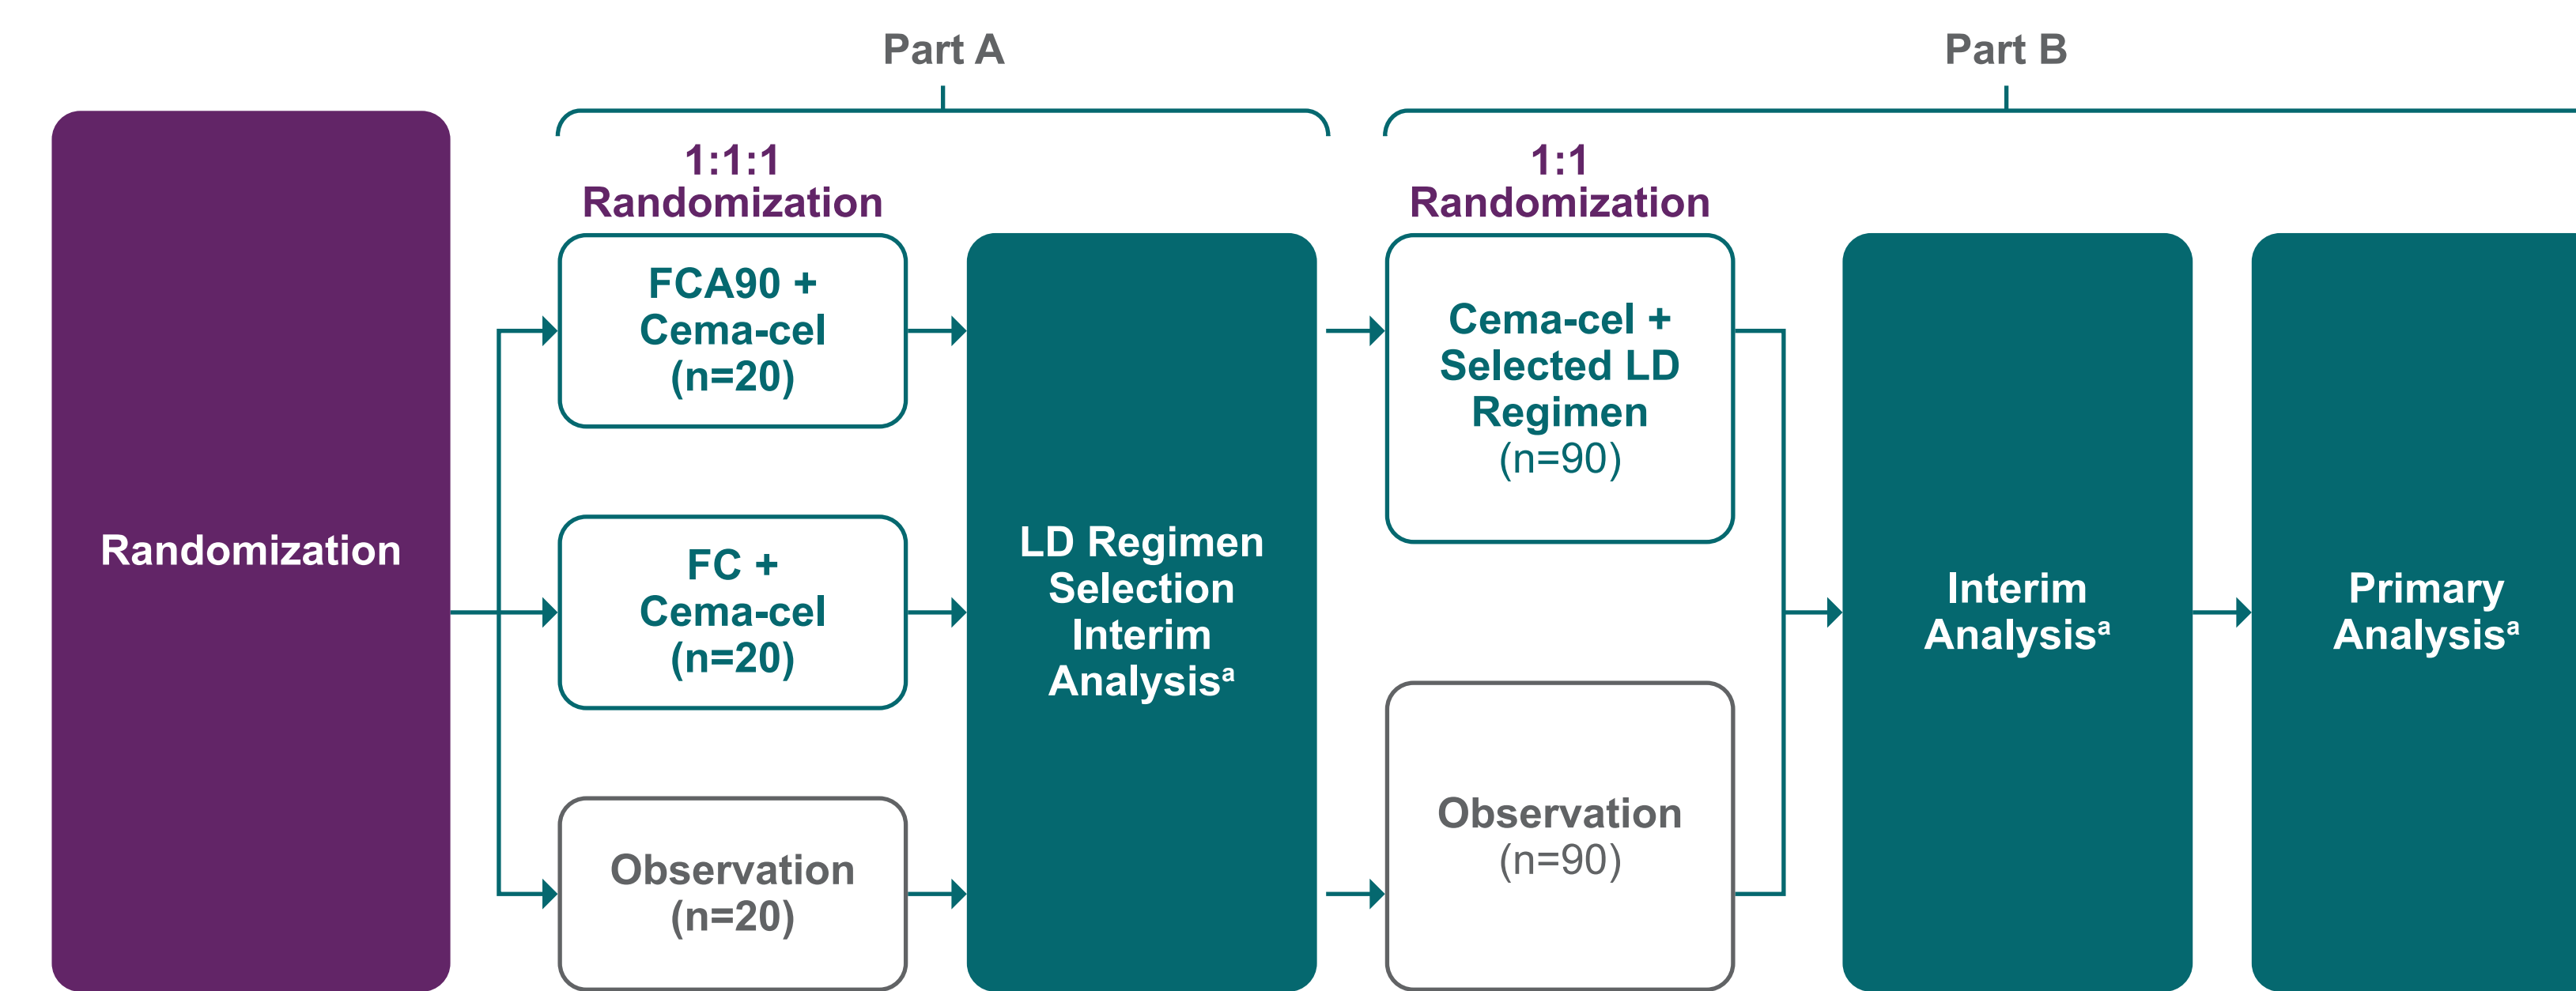 Part A
Part B
1:1:1
Randomization
1:1
Randomization
Randomization
FCA90 +
Cema-cel
(n=20)
FC +
Cema-cel
(n=20)
Observation
(n=20)
LD Regimen
Selection
Interim
Analysisᵃ
Cema-cel +
Selected LD
Regimen
(n=90)
Observation
(n=90)
Interim
Analysisᵃ
Primary
Analysisᵃ